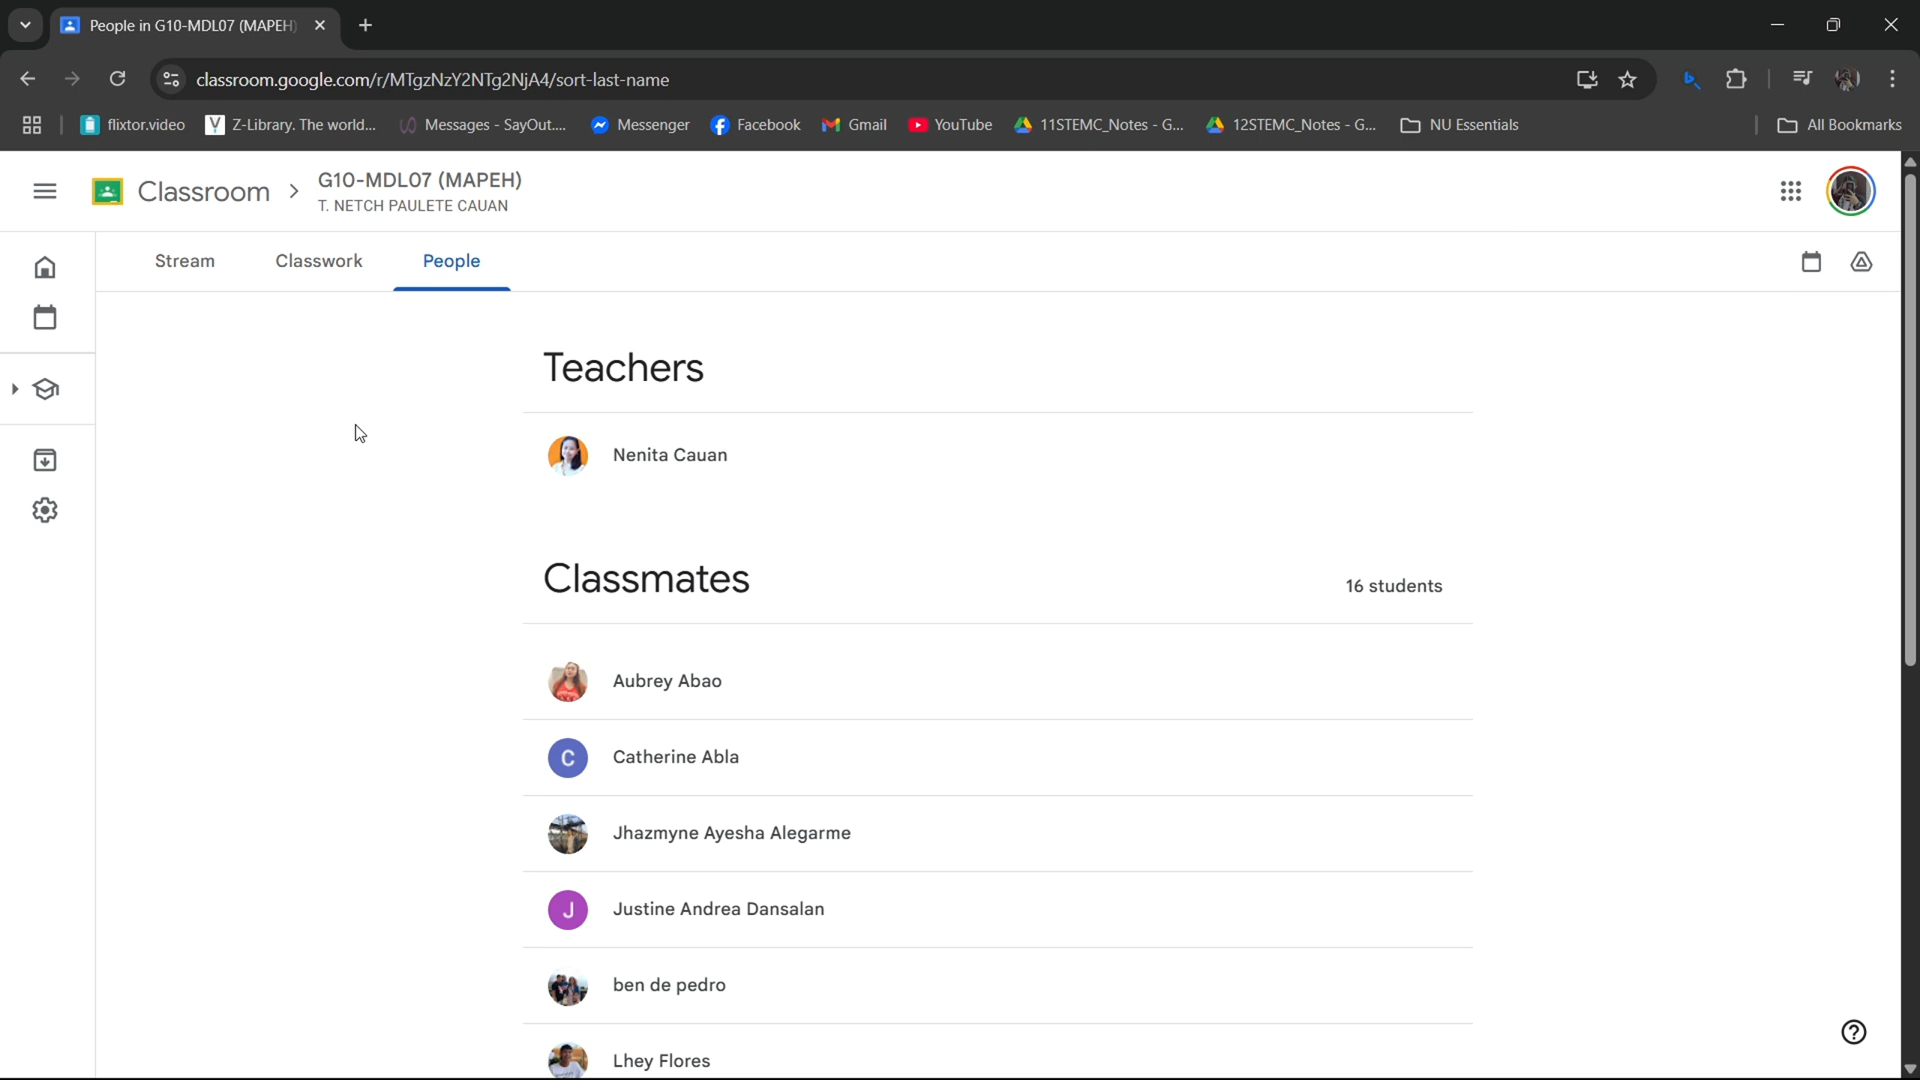 People in G10-MDL07 (MAPEH)
classroom.google.com/r/MTgzNzY2NTg2NjA4/sort-last-name
flixtor.video
Z-Library. The world...
Messages - SayOut....
Messenger
Facebook
Gmail
YouTube
11STEMC_Notes - G...
12STEMC_Notes - G...
NU Essentials
All Bookmarks
Classroom
G10-MDL07 (MAPEH)
T. NETCH PAULETE CAUAN
Stream
Classwork
People
Teachers
Nenita Cauan
Classmates
16 students
Aubrey Abao
C
Catherine Abla
Jhazmyne Ayesha Alegarme
J
Justine Andrea Dansalan
ben de pedro
Lhey Flores